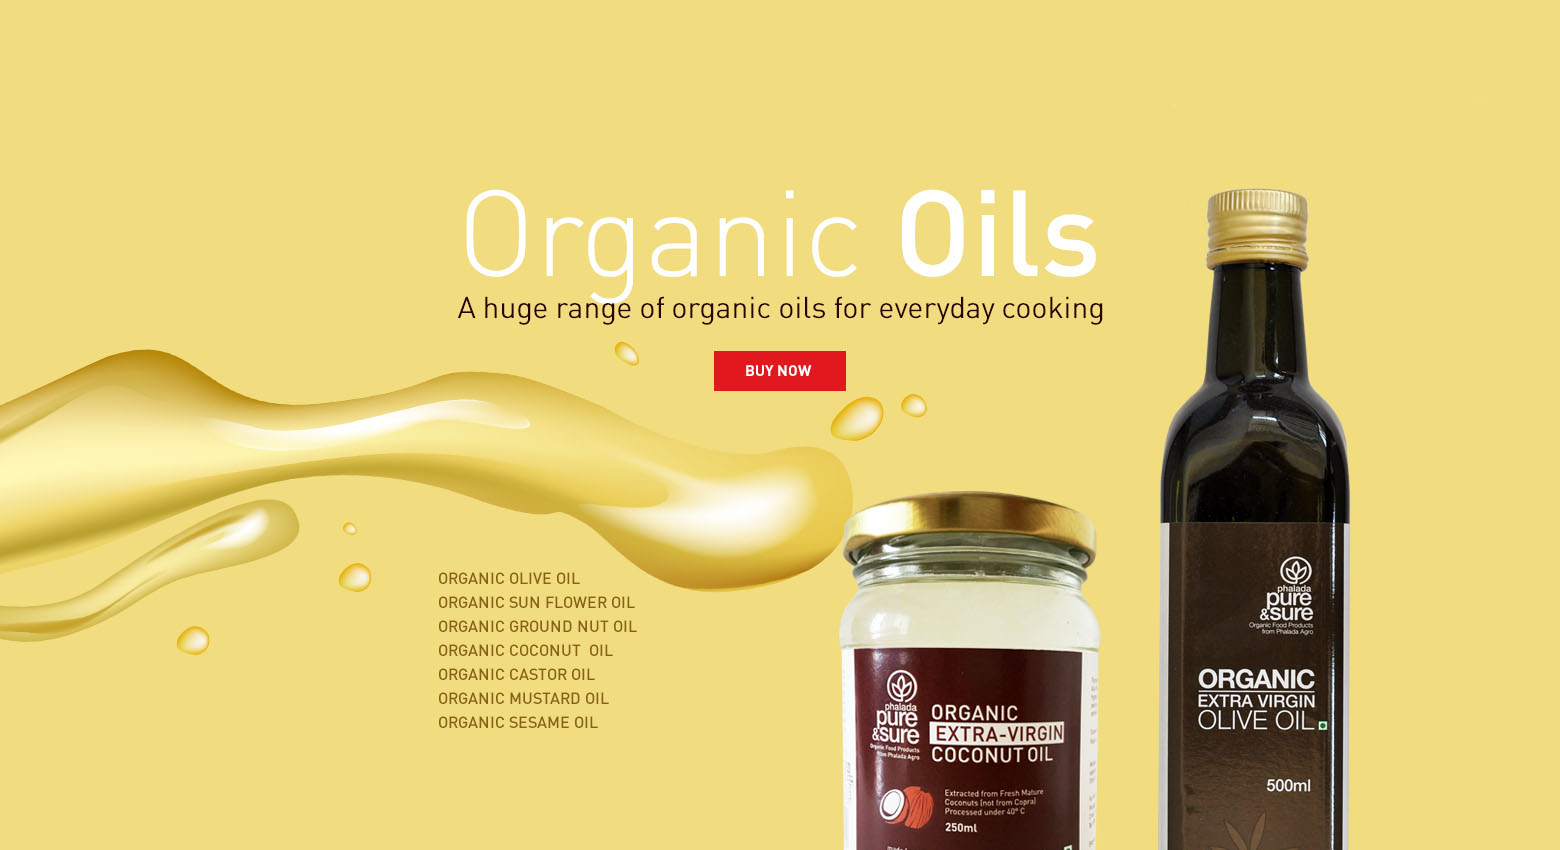 Organic Oils
A huge range of organic oils for everyday cooking
BUY NOW
ORGANIC OLIVE OIL
ORGANIC SUN FLOWER OIL
ORGANIC GROUND NUT OIL
ORGANIC COCONUT OIL
ORGANIC CASTOR OIL
ORGANIC MUSTARD OIL
ORGANIC SESAME OIL
phalada
pure
&sure
Organic Food Products
from Phalada Agro
ORGANIC
EXTRA-VIRGIN
COCONUT OIL
Extracted from Fresh Mature
Coconuts (not from Copra)
Processed under 40° C
250ml
phalada
pure
&sure
Organic Food Products
from Phalada Agro
ORGANIC
EXTRA VIRGIN
OLIVE OIL
500ml